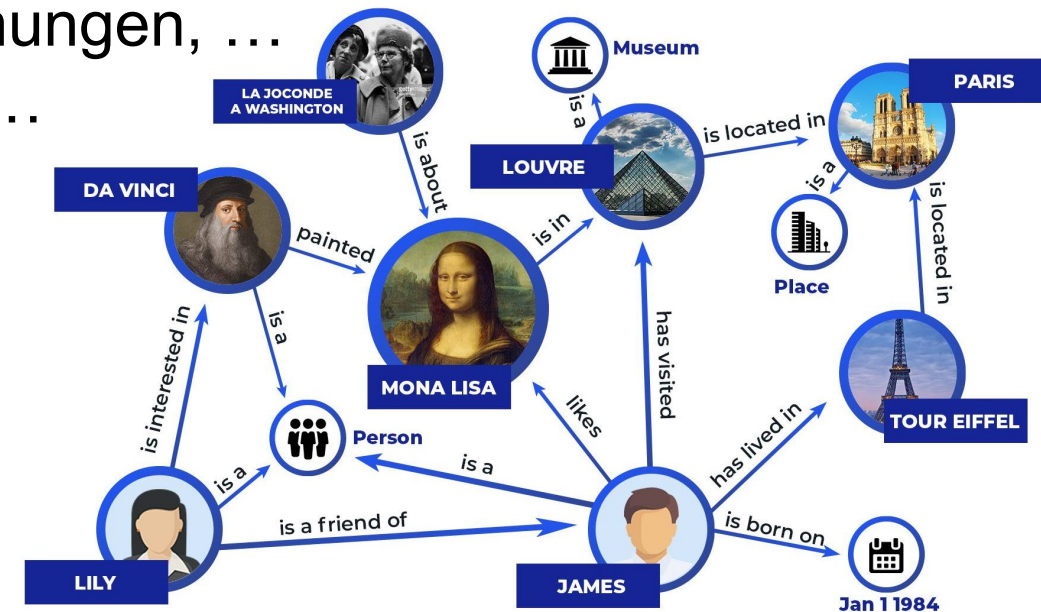 nungen, …
…
LA JOCONDE
A WASHINGTON
Museum
PARIS
is a
is about
is located in
LOUVRE
DA VINCI
is a
painted
is in
is located in
Place
is interested in
is a
has visited
MONA LISA
likes
TOUR EIFFEL
Person
has lived in
is a
is a
is a friend of
is born on
LILY
JAMES
Jan 1 1984